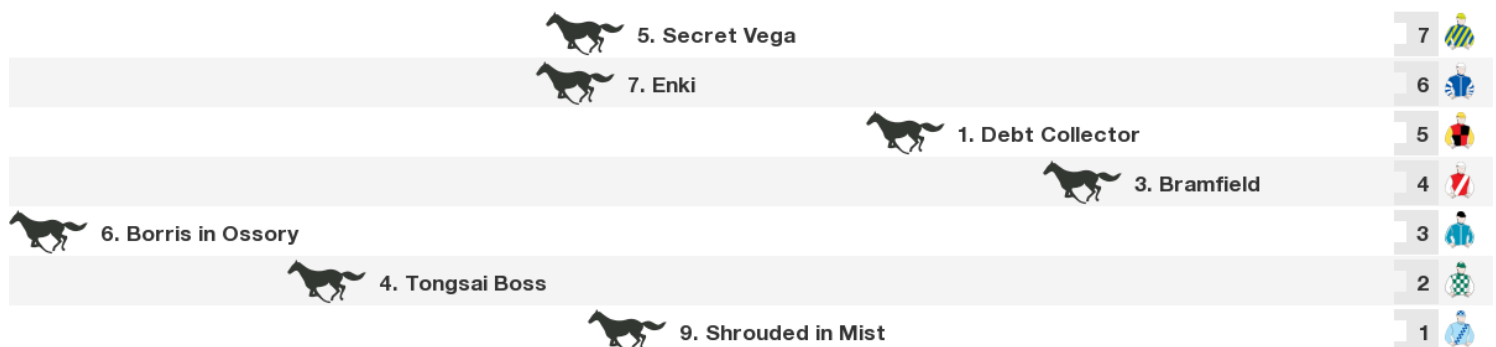 5. Secret Vega 7
7. Enki 6
1. Debt Collector 5
3. Bramfield 4
6. Borris in Ossory 3
4. Tongsai Boss 2
9. Shrouded in Mist 1